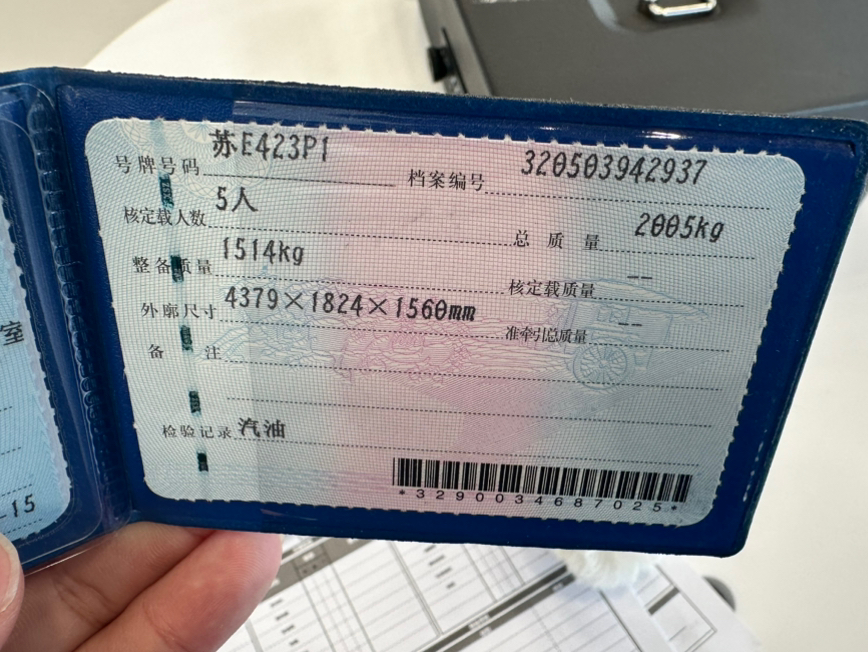 号牌号码 苏E423P1 档案编号 320503942937
核定载人数 5人 总质量 2005kg
整备质量 1514kg 核定载质量 --
外廓尺寸 4379×1824×1560mm 准牵引总质量 --
备注
检验记录 汽油
*3290034687025*
室
-15